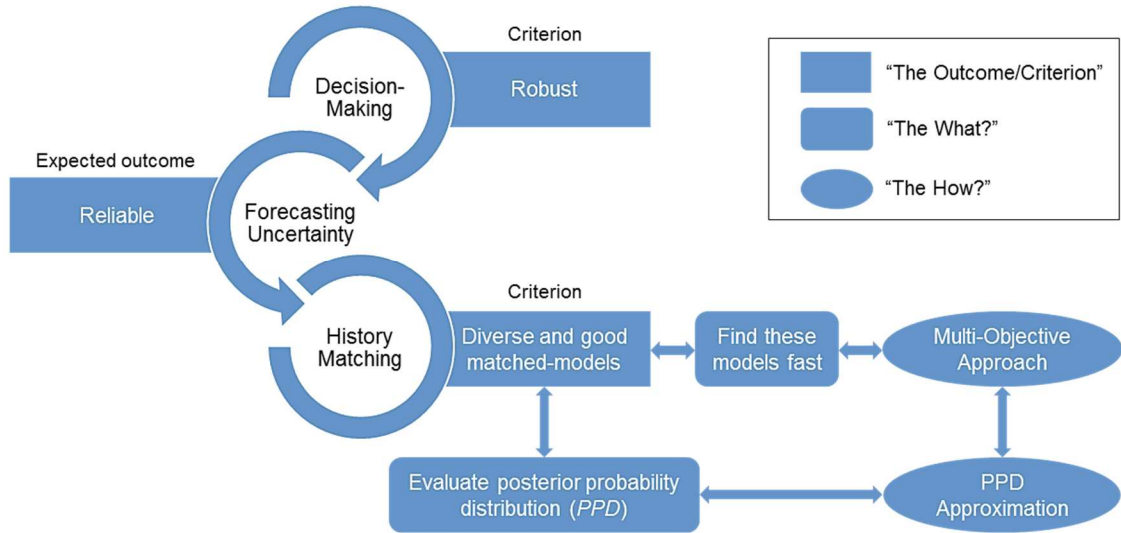 Criterion
Decision-
Making
Robust
Expected outcome
Reliable
Forecasting
Uncertainty
Criterion
History
Matching
Diverse and good
matched-models
Find these
models fast
Multi-Objective
Approach
Evaluate posterior probability
distribution (PPD)
PPD
Approximation
“The Outcome/Criterion”
“The What?”
“The How?”